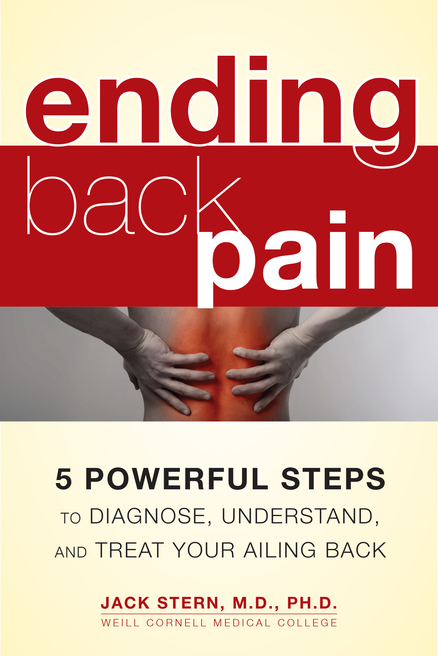 ending
back
pain
5 POWERFUL STEPS
TO DIAGNOSE, UNDERSTAND,
AND TREAT YOUR AILING BACK
JACK STERN, M.D., PH.D.
WEILL CORNELL MEDICAL COLLEGE